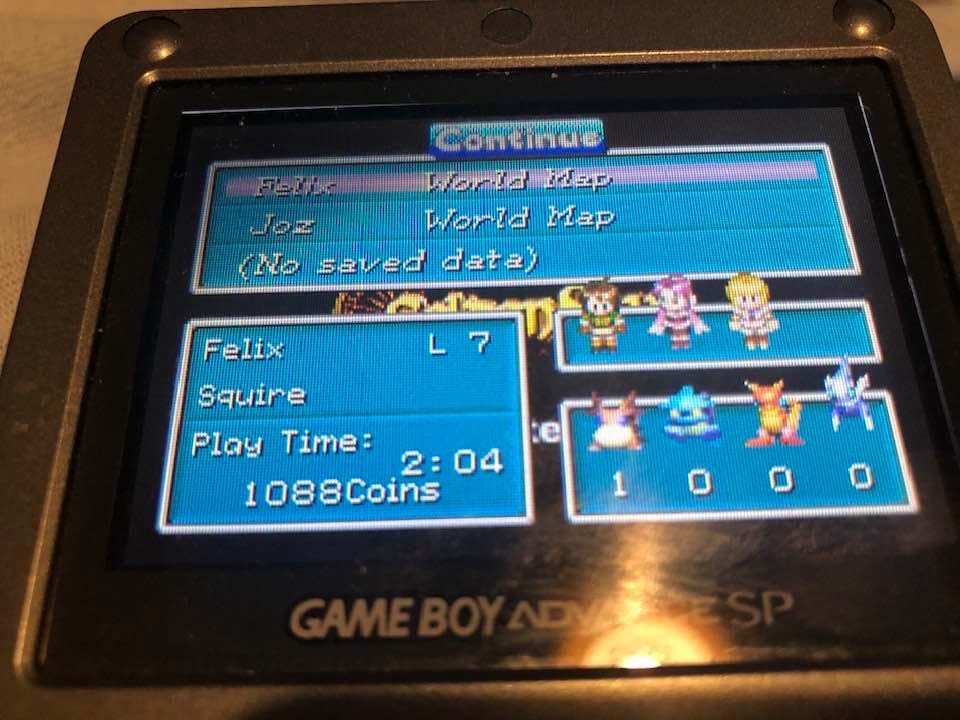 Continue
Felix World Map
Joz World Map
(No saved data)
Felix L 7
Squire
Play Time:
2:04
1088Coins
1 0 0 0
GAME BOY ADVANCE SP